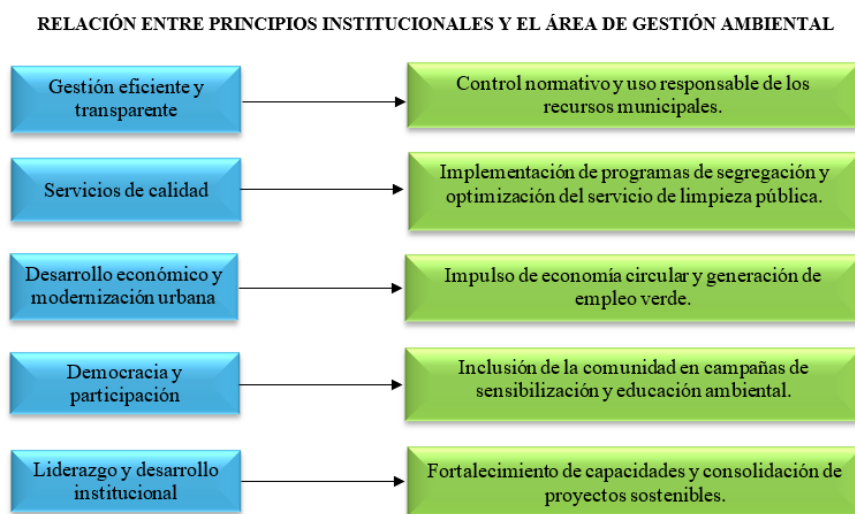 RELACIÓN ENTRE PRINCIPIOS INSTITUCIONALES Y EL ÁREA DE GESTIÓN AMBIENTAL
Gestión eficiente y
transparente
Control normativo y uso responsable de los
recursos municipales.
Servicios de calidad
Implementación de programas de segregación y
optimización del servicio de limpieza pública.
Desarrollo económico y
modernización urbana
Impulso de economía circular y generación de
empleo verde.
Democracia y
participación
Inclusión de la comunidad en campañas de
sensibilización y educación ambiental.
Liderazgo y desarrollo
institucional
Fortalecimiento de capacidades y consolidación de
proyectos sostenibles.